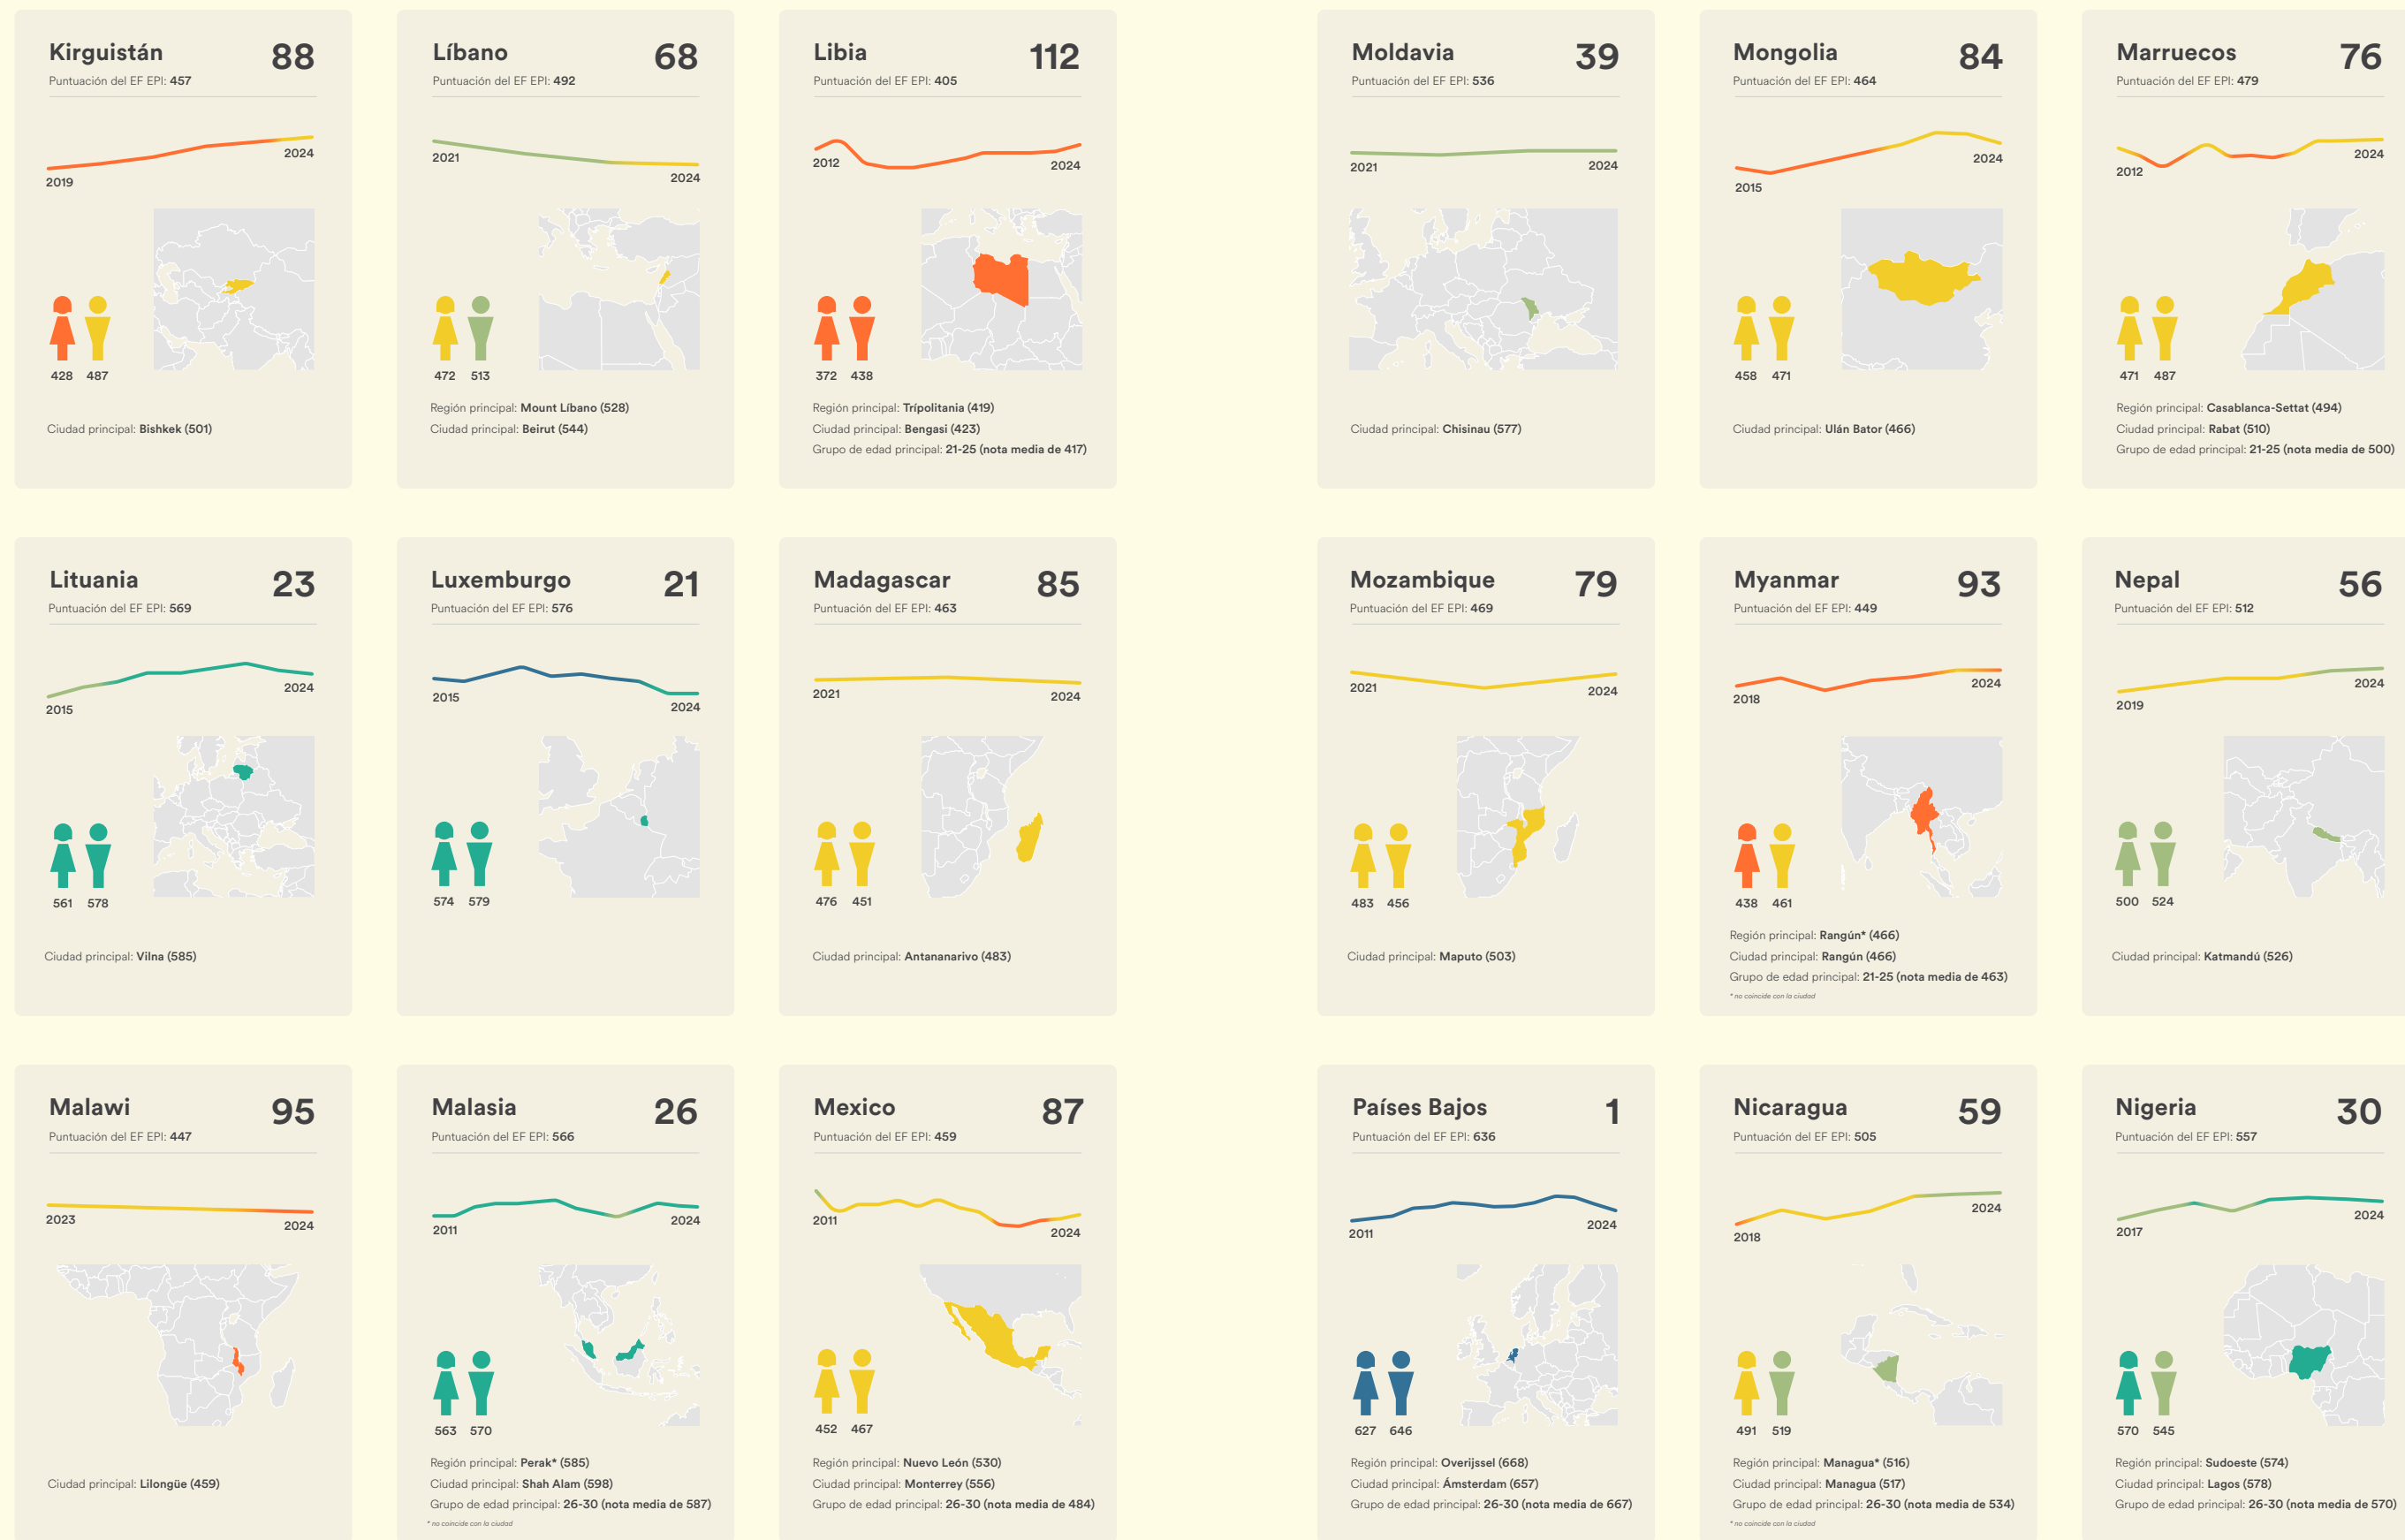 Kirguistán
88
Puntuación del EF EPI: 457
2019
2024
428 487
Ciudad principal: Bishkek (501)
Líbano
68
Puntuación del EF EPI: 492
2021
2024
472 513
Región principal: Mount Líbano (528)
Ciudad principal: Beirut (544)
Libia
112
Puntuación del EF EPI: 405
2012
2024
372 438
Región principal: Trípolitania (419)
Ciudad principal: Bengasi (423)
Grupo de edad principal: 21-25 (nota media de 417)
Moldavia
39
Puntuación del EF EPI: 536
2021
2024
Ciudad principal: Chisinau (577)
Mongolia
84
Puntuación del EF EPI: 464
2015
2024
458 471
Ciudad principal: Ulán Bator (466)
Marruecos
76
Puntuación del EF EPI: 479
2012
2024
471 487
Región principal: Casablanca-Settat (494)
Ciudad principal: Rabat (510)
Grupo de edad principal: 21-25 (nota media de 500)
Lituania
23
Puntuación del EF EPI: 569
2015
2024
561 578
Ciudad principal: Vilna (585)
Luxemburgo
21
Puntuación del EF EPI: 576
2015
2024
574 579
Madagascar
85
Puntuación del EF EPI: 463
2021
2024
476 451
Ciudad principal: Antananarivo (483)
Mozambique
79
Puntuación del EF EPI: 469
2021
2024
483 456
Ciudad principal: Maputo (503)
Myanmar
93
Puntuación del EF EPI: 449
2018
2024
438 461
Región principal: Rangún* (466)
Ciudad principal: Rangún (466)
Grupo de edad principal: 21-25 (nota media de 463)
* no coincide con la ciudad
Nepal
56
Puntuación del EF EPI: 512
2019
2024
500 524
Ciudad principal: Katmandú (526)
Malawi
95
Puntuación del EF EPI: 447
2023
2024
Ciudad principal: Lilongüe (459)
Malasia
26
Puntuación del EF EPI: 566
2011
2024
563 570
Región principal: Perak* (585)
Ciudad principal: Shah Alam (598)
Grupo de edad principal: 26-30 (nota media de 587)
* no coincide con la ciudad
Mexico
87
Puntuación del EF EPI: 459
2011
2024
452 467
Región principal: Nuevo León (530)
Ciudad principal: Monterrey (556)
Grupo de edad principal: 26-30 (nota media de 484)
Países Bajos
1
Puntuación del EF EPI: 636
2011
2024
627 646
Región principal: Overijssel (668)
Ciudad principal: Ámsterdam (657)
Grupo de edad principal: 26-30 (nota media de 667)
Nicaragua
59
Puntuación del EF EPI: 505
2018
2024
491 519
Región principal: Managua* (516)
Ciudad principal: Managua (517)
Grupo de edad principal: 26-30 (nota media de 534)
* no coincide con la ciudad
Nigeria
30
Puntuación del EF EPI: 557
2017
2024
570 545
Región principal: Sudoeste (574)
Ciudad principal: Lagos (578)
Grupo de edad principal: 26-30 (nota media de 570)